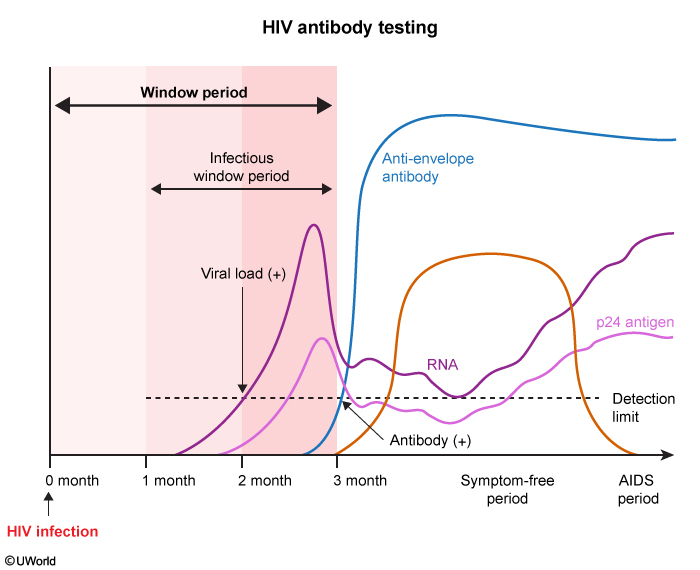 HIV antibody testing
Window period
Infectious
window period
Anti-envelope
antibody
Viral load (+)
p24 antigen
RNA
Detection
limit
Antibody (+)
0 month
1 month
2 month
3 month
Symptom-free
period
AIDS
period
HIV infection
©UWorld